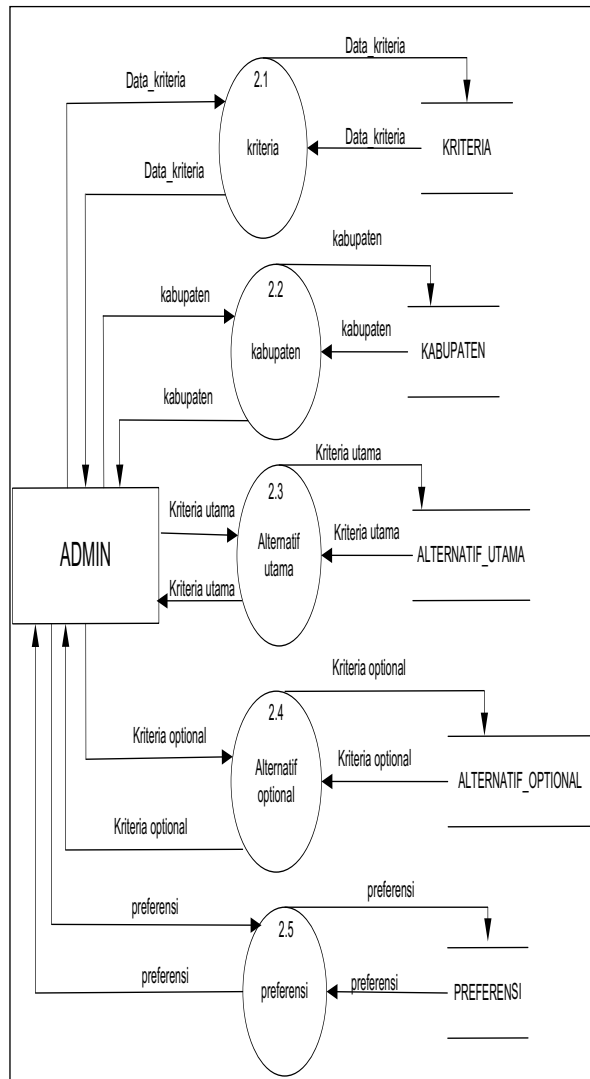 Data_kriteria
2.1
Data_kriteria
Data_kriteria
kriteria
KRITERIA
Data_kriteria
kabupaten
2.2
kabupaten
kabupaten
kabupaten
KABUPATEN
kabupaten
Kriteria utama
2.3
Kriteria utama
Kriteria utama
ADMIN
Alternatif
utama
ALTERNATIF_UTAMA
Kriteria utama
Kriteria optional
2.4
Kriteria optional
Kriteria optional
Alternatif
optional
ALTERNATIF_OPTIONAL
Kriteria optional
preferensi
preferensi
2.5
preferensi
preferensi
preferensi
PREFERENSI